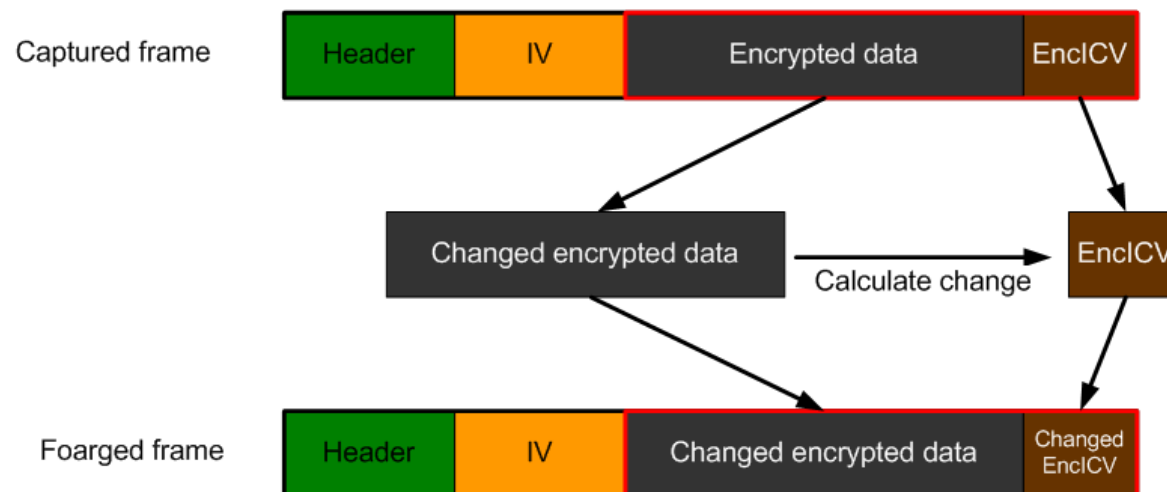 Captured frame
Header
IV
Encrypted data
EncICV
Changed encrypted data
Calculate change
EncICV
Foarged frame
Header
IV
Changed encrypted data
Changed
EncICV